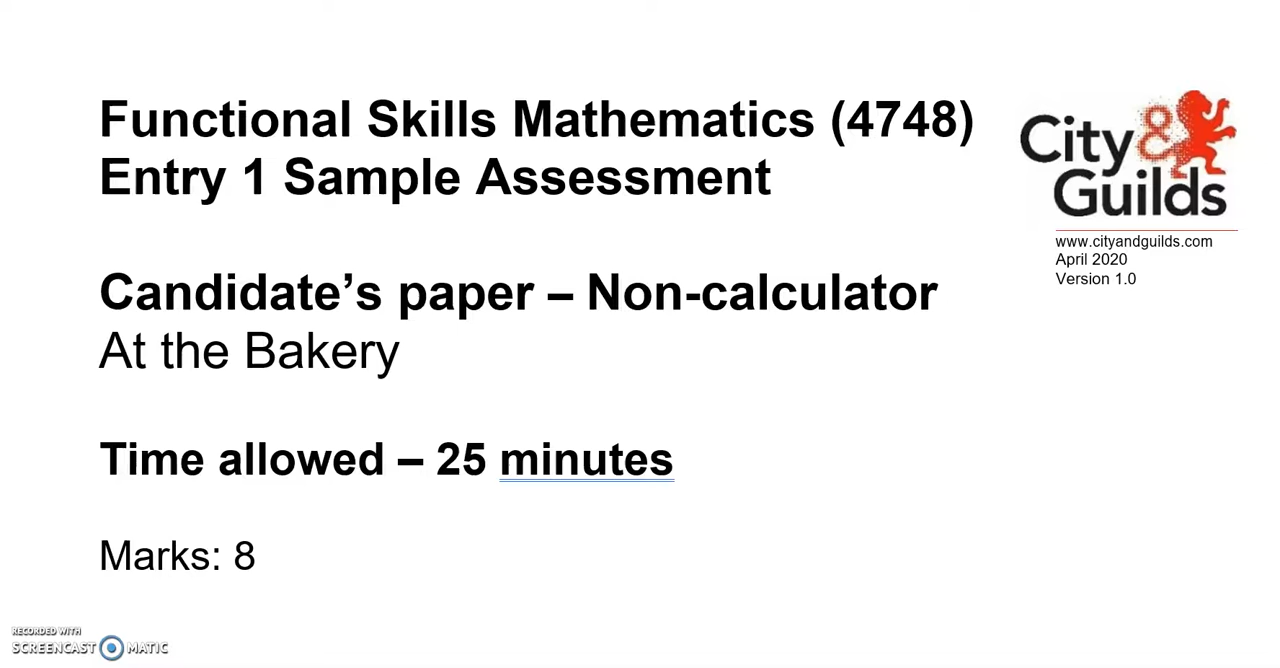 Functional Skills Mathematics (4748)
Entry 1 Sample Assessment
City&
Guilds
www.cityandguilds.com
April 2020
Version 1.0
Candidate’s paper – Non-calculator
At the Bakery
Time allowed – 25 minutes
Marks: 8
RECORDED WITH
SCREENCAST MATIC